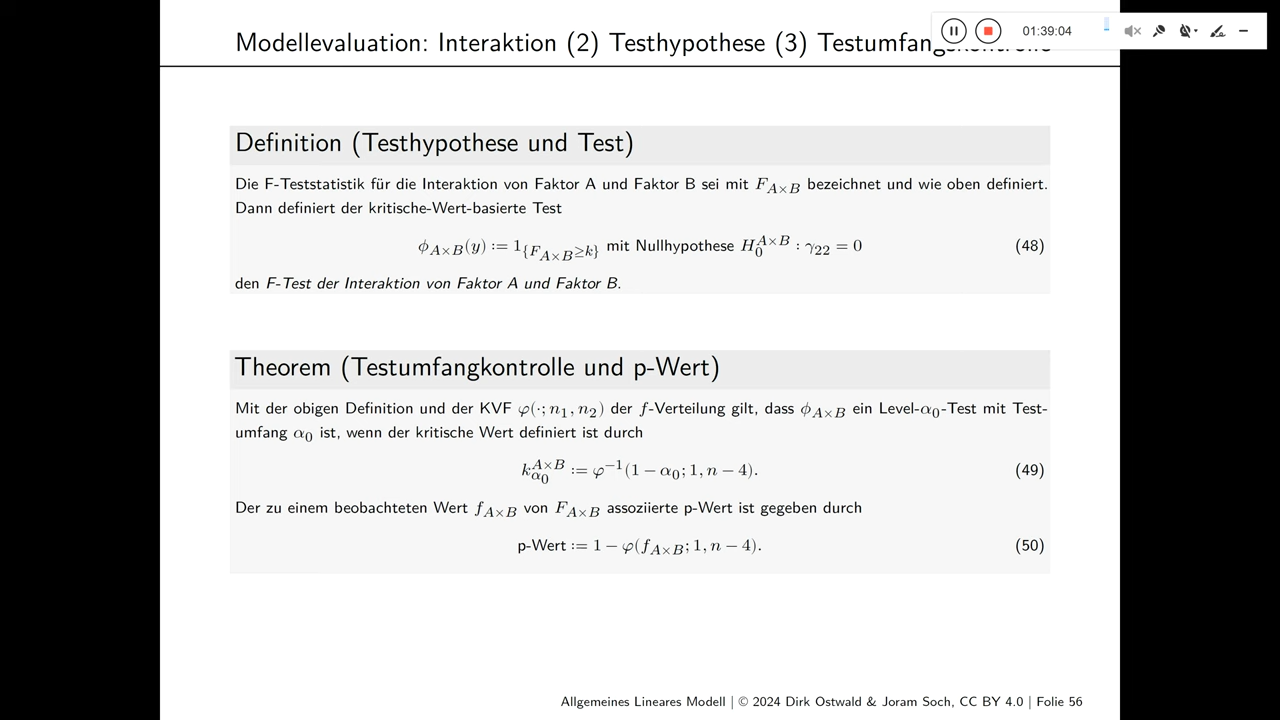 Modellevaluation: Interaktion (2) Testhypothese (3) Testumfangskontrolle
01:39:04
Definition (Testhypothese und Test)
Die F-Teststatistik für die Interaktion von Faktor A und Faktor B sei mit F_{A×B} bezeichnet und wie oben definiert.
Dann definiert der kritische-Wert-basierte Test
ϕ_{A×B}(y) := 1_{{F_{A×B}≥k}} mit Nullhypothese H_0^{A×B} : γ_{22} = 0 (48)
den F-Test der Interaktion von Faktor A und Faktor B.
Theorem (Testumfangkontrolle und p-Wert)
Mit der obigen Definition und der KVF φ(·; n_1, n_2) der f-Verteilung gilt, dass ϕ_{A×B} ein Level-α_0-Test mit Test-
umfang α_0 ist, wenn der kritische Wert definiert ist durch
k_{α_0}^{A×B} := φ^{-1}(1 − α_0; 1, n − 4). (49)
Der zu einem beobachteten Wert f_{A×B} von F_{A×B} assoziierte p-Wert ist gegeben durch
p-Wert := 1 − φ(f_{A×B}; 1, n − 4). (50)
Allgemeines Lineares Modell | © 2024 Dirk Ostwald & Joram Soch, CC BY 4.0 | Folie 56